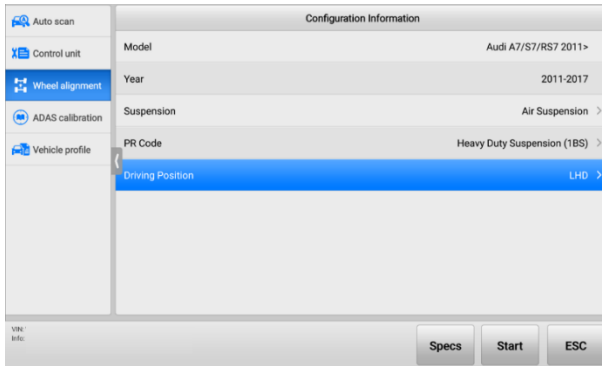 Auto scan
Control unit
Wheel alignment
ADAS calibration
Vehicle profile
Configuration Information
Model Audi A7/S7/RS7 2011>
Year 2011-2017
Suspension Air Suspension >
PR Code Heavy Duty Suspension (1BS) >
Driving Position LHD >
VIN:
Info:
Specs Start ESC